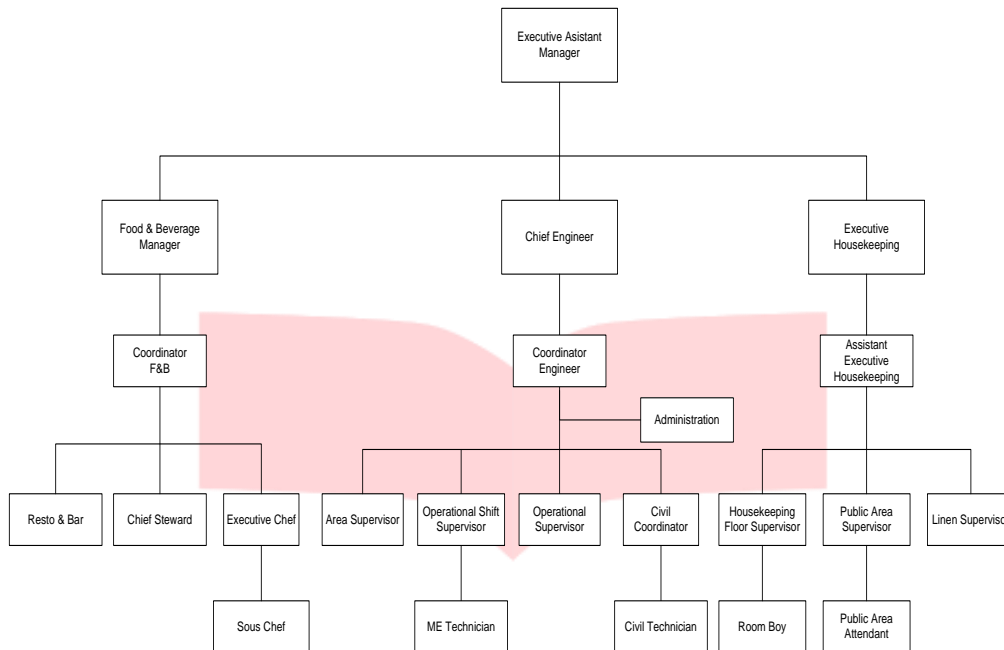 Executive Asistant
Manager
Food & Beverage
Manager
Chief Engineer
Executive
Housekeeping
Coordinator
F&B
Coordinator
Engineer
Assistant
Executive
Housekeeping
Administration
Resto & Bar
Chief Steward
Executive Chef
Area Supervisor
Operational Shift
Supervisor
Operational
Supervisor
Civil
Coordinator
Housekeeping
Floor Supervisor
Public Area
Supervisor
Linen Supervisor
Sous Chef
ME Technician
Civil Technician
Room Boy
Public Area
Attendant